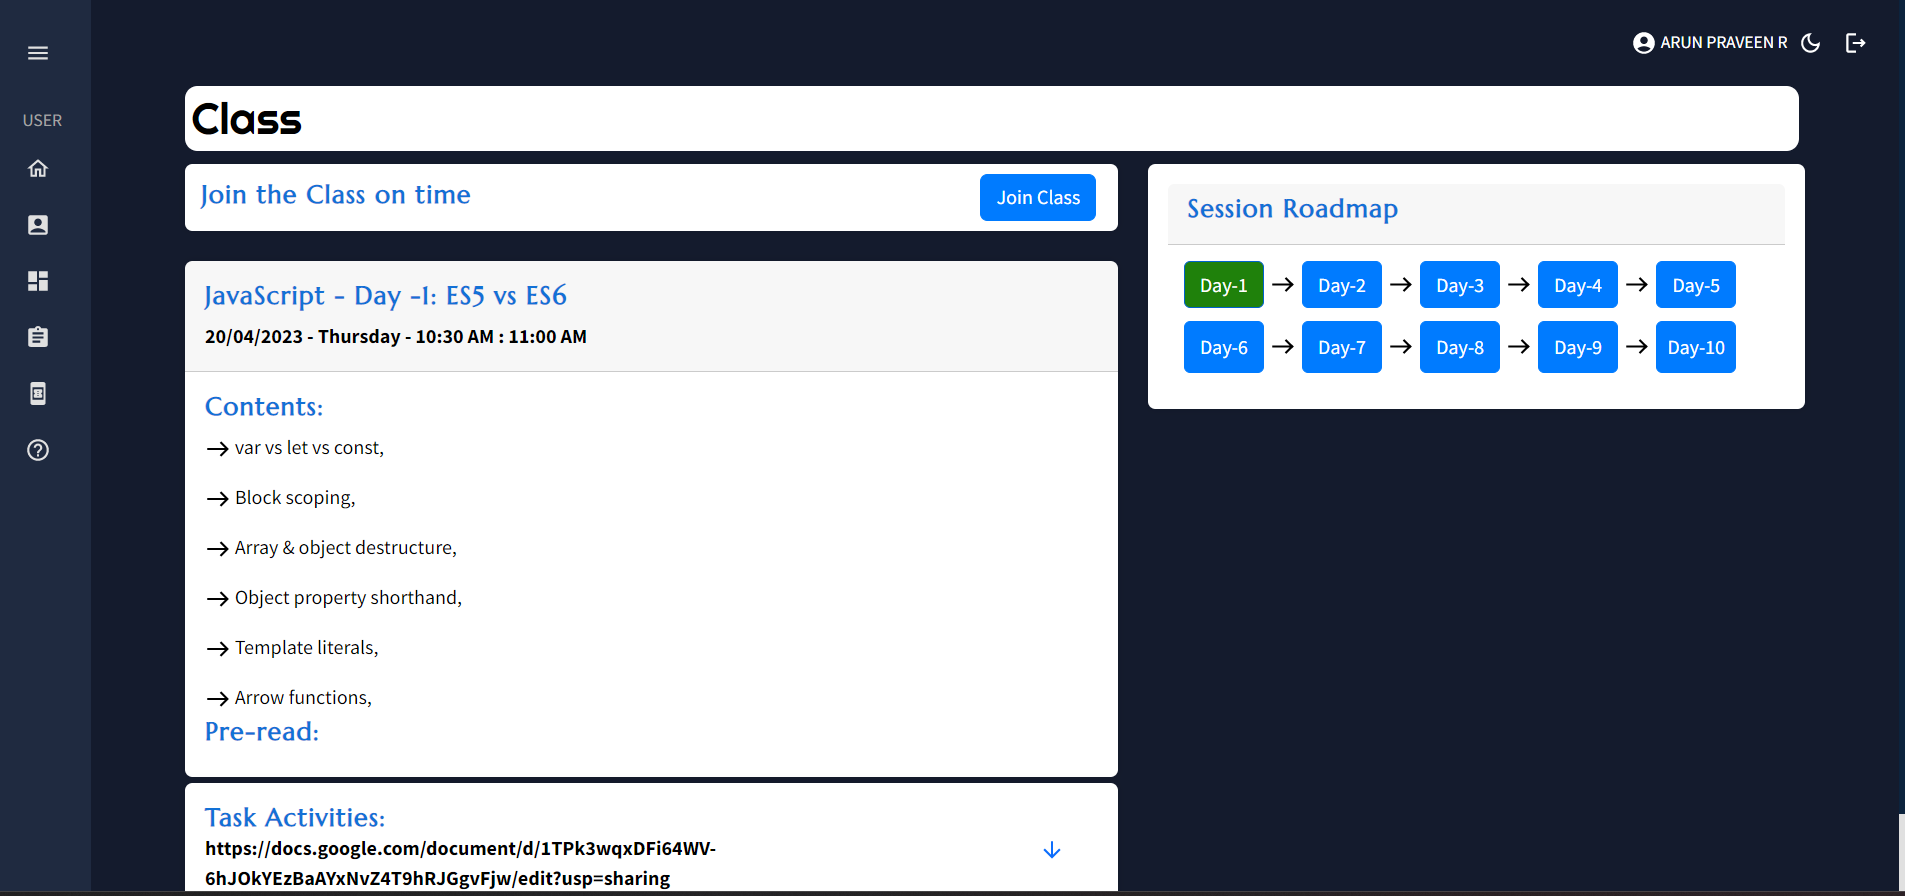 ARUN PRAVEEN R
USER
Class
Join the Class on time
Join Class
JavaScript - Day -1: ES5 vs ES6
20/04/2023 - Thursday - 10:30 AM : 11:00 AM
Contents:
→ var vs let vs const,
→ Block scoping,
→ Array & object destructure,
→ Object property shorthand,
→ Template literals,
→ Arrow functions,
Pre-read:
Task Activities:
https://docs.google.com/document/d/1TPk3wqxDFi64WV-
6hJOkYEzBaAYxNvZ4T9hRJGgvFjw/edit?usp=sharing
Session Roadmap
Day-1 → Day-2 → Day-3 → Day-4 → Day-5
Day-6 → Day-7 → Day-8 → Day-9 → Day-10